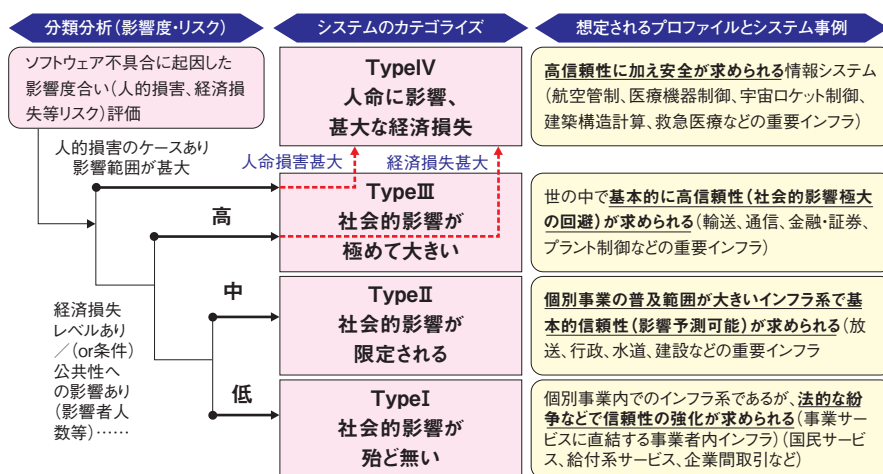 分類分析(影響度・リスク)
システムのカテゴライズ
想定されるプロファイルとシステム事例
ソフトウェア不具合に起因した
影響度合い(人的損害、経済損
失等リスク)評価
TypeⅣ
人命に影響、
甚大な経済損失
高信頼性に加え安全が求められる情報システム
(航空管制、医療機器制御、宇宙ロケット制御、
建築構造計算、救急医療などの重要インフラ)
人的損害のケースあり
影響範囲が甚大
人命損害甚大
経済損失甚大
高
TypeⅢ
社会的影響が
極めて大きい
世の中で基本的に高信頼性(社会的影響極大
の回避)が求められる(輸送、通信、金融・証券、
プラント制御などの重要インフラ)
中
TypeⅡ
社会的影響が
限定される
個別事業の普及範囲が大きいインフラ系で基
本的信頼性(影響予測可能)が求められる(放
送、行政、水道、建設などの重要インフラ
経済損失
レベルあり
/(or条件)
公共性へ
の影響あり
(影響者人
数等)……
低
TypeⅠ
社会的影響が
殆ど無い
個別事業内でのインフラ系であるが、法的な紛
争などで信頼性の強化が求められる(事業サー
ビスに直結する事業者内インフラ)(国民サービ
ス、給付系サービス、企業間取引など)